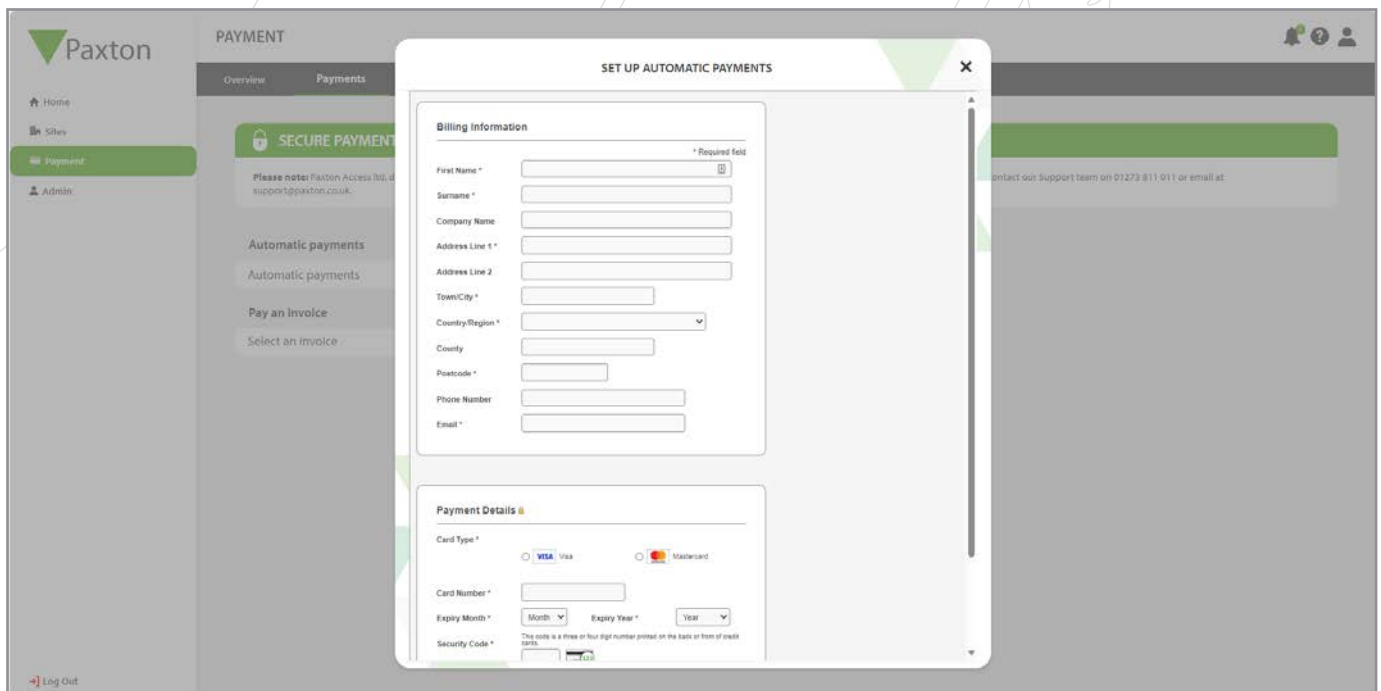 Paxton
PAYMENT
Overview
Payments
Home
Sites
Payment
Admin
Log Out
SECURE PAYMENT
Please note: Paxton Access ltd, d
support@paxton.co.uk.
ontact our Support team on 01273 811 011 or email at
Automatic payments
Automatic payments
Pay an invoice
Select an invoice
SET UP AUTOMATIC PAYMENTS
Billing Information
* Required field
First Name *
Surname *
Company Name
Address Line 1 *
Address Line 2
Town/City *
Country/Region *
County
Postcode *
Phone Number
Email *
Payment Details
Card Type *
VISA Visa
Mastercard
Card Number *
Expiry Month * Month Expiry Year * Year
This code is a three or four digit number printed on the back or front of credit
cards.
Security Code *